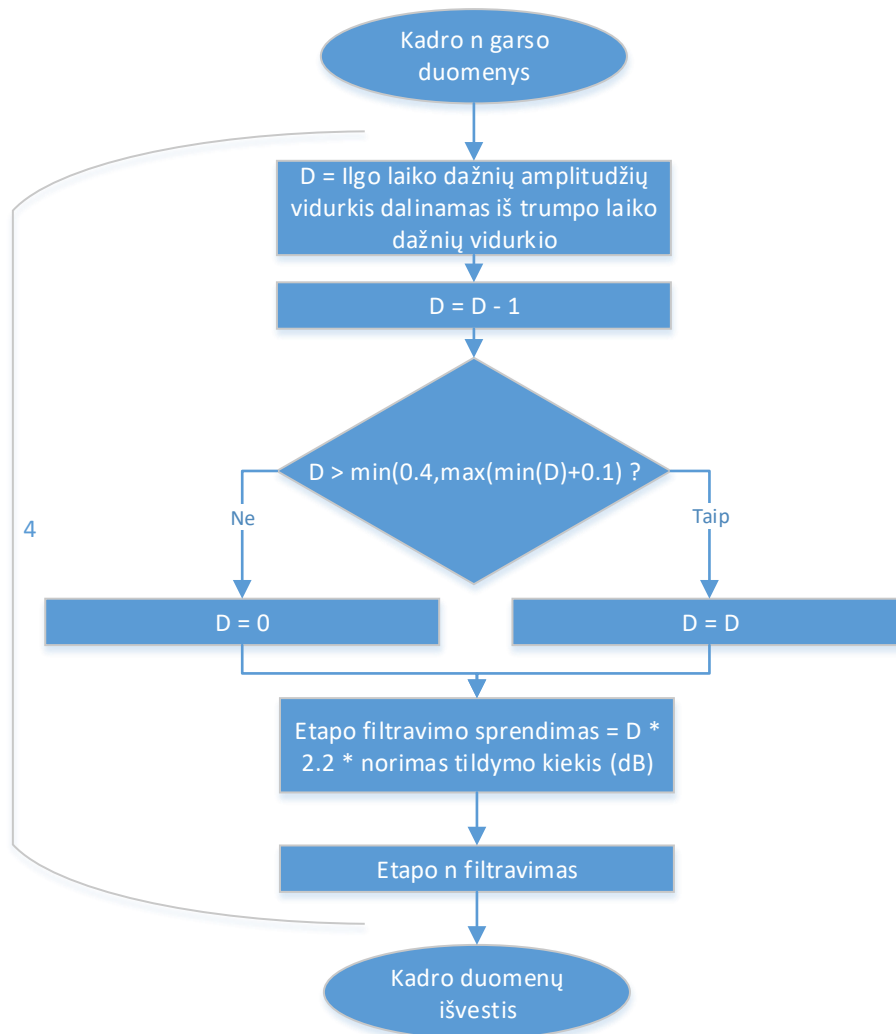 Kadro n garso
duomenys
D = Ilgo laiko dažnių amplitudžių
vidurkis dalinamas iš trumpo laiko
dažnių vidurkio
D = D - 1
D > min(0.4,max(min(D)+0.1) ?
4
Ne
Taip
D = 0
D = D
Etapo filtravimo sprendimas = D *
2.2 * norimas tildymo kiekis (dB)
Etapo n filtravimas
Kadro duomenų
išvestis